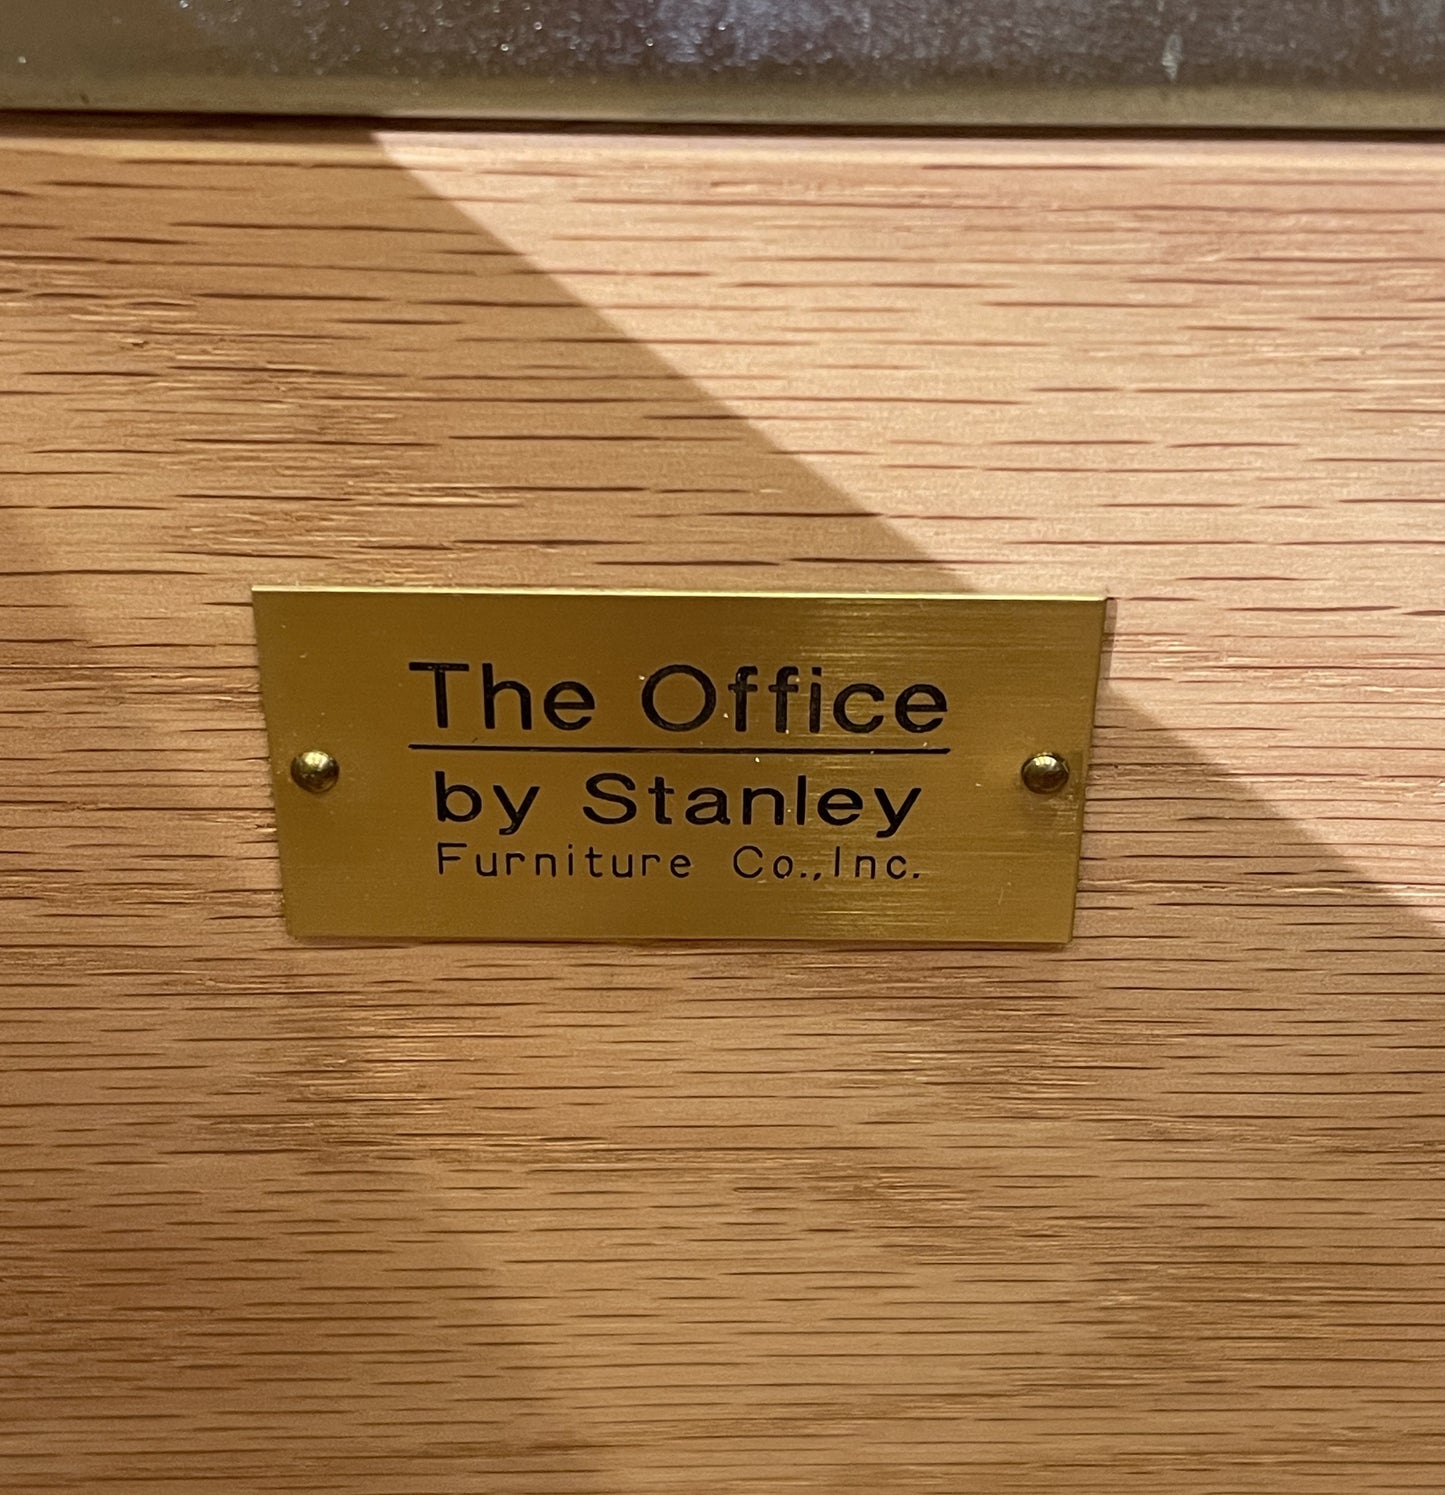 The Office
by Stanley
Furniture Co.,Inc.